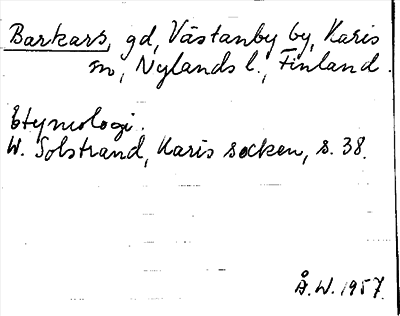 Barkars, gd, Västanby by, Karis
sn, Nylands l., Finland.
Etymologi.
W. Solstrand, Karis socken, s. 38.
Å.W. 1957.